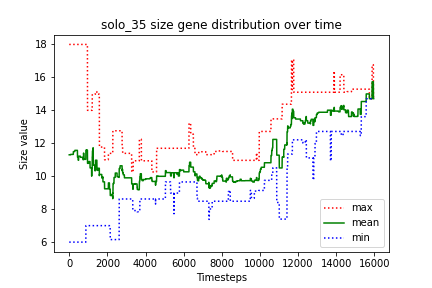 solo_35 size gene distribution over time
Size value
18
16
14
12
10
8
6
max
mean
min
0 2000 4000 6000 8000 10000 12000 14000 16000
Timesteps